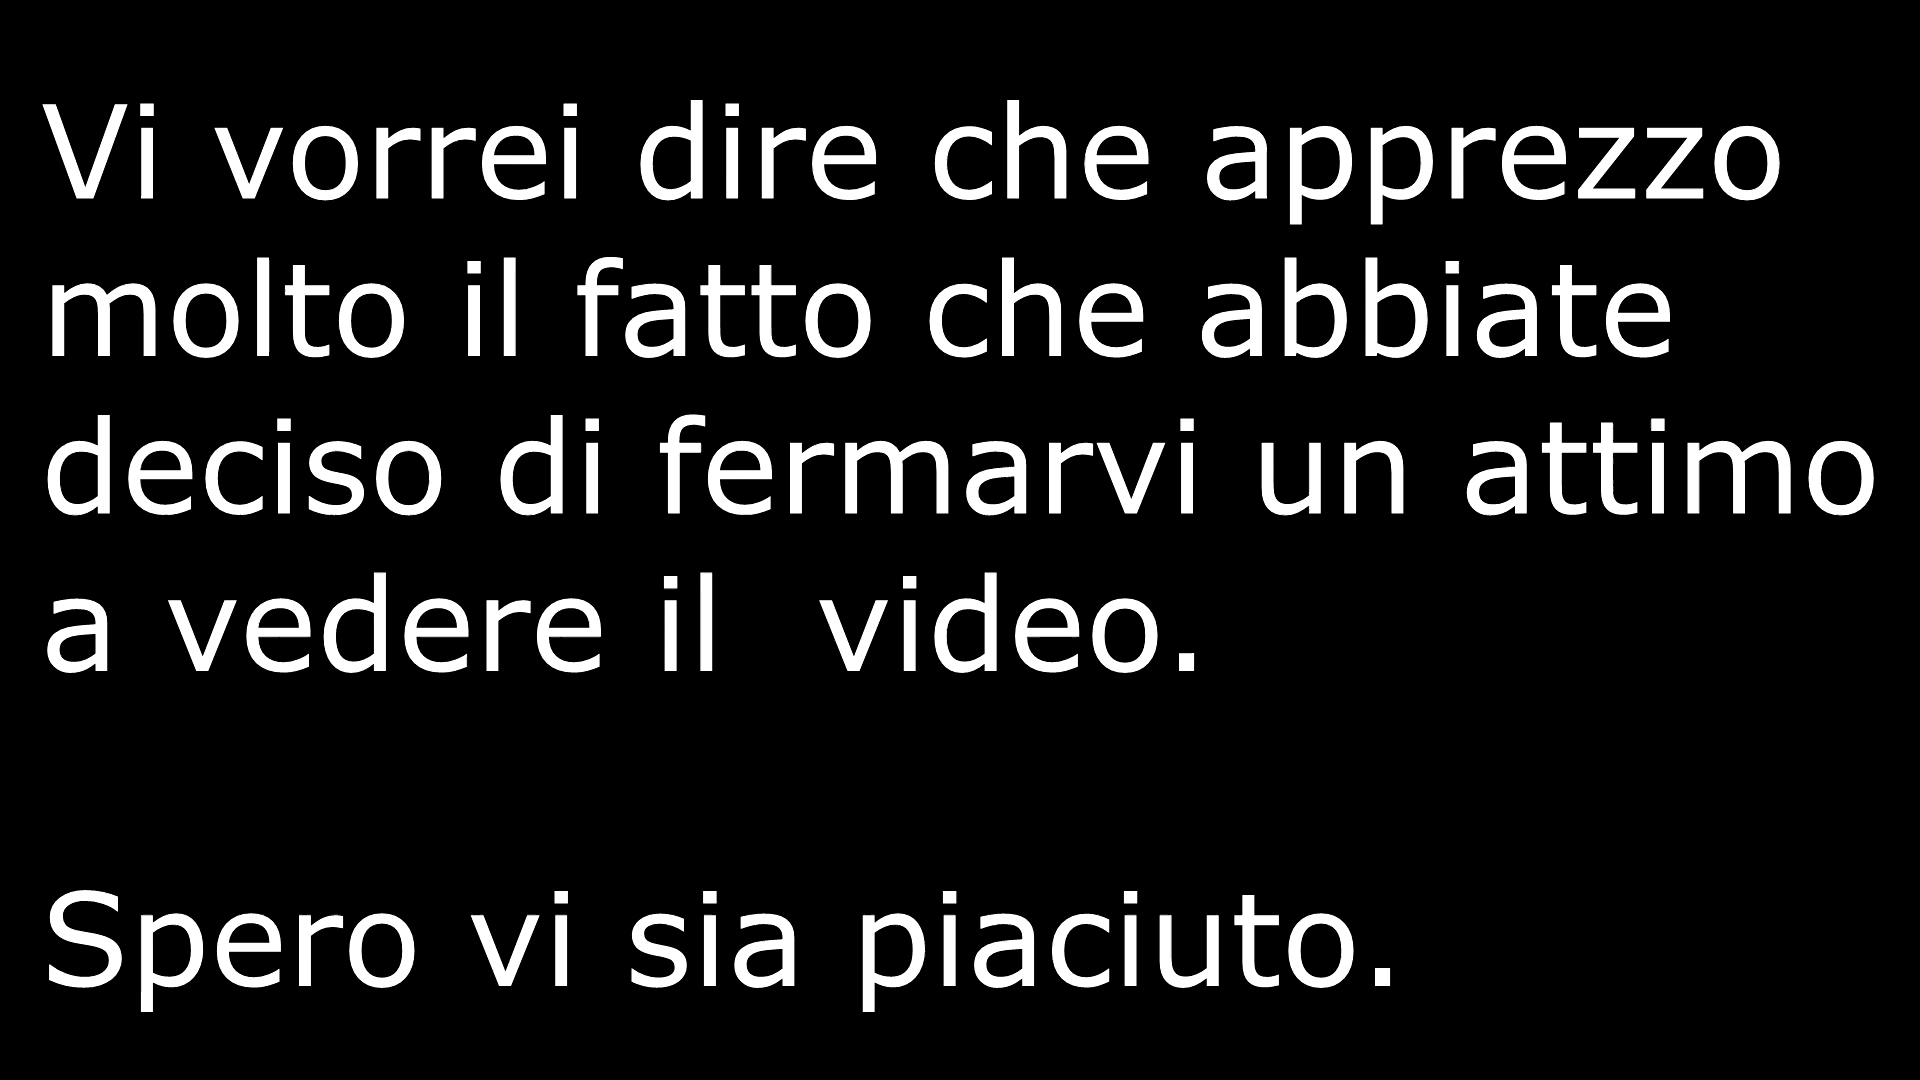 Vi vorrei dire che apprezzo
molto il fatto che abbiate
deciso di fermarvi un attimo
a vedere il  video.
Spero vi sia piaciuto.